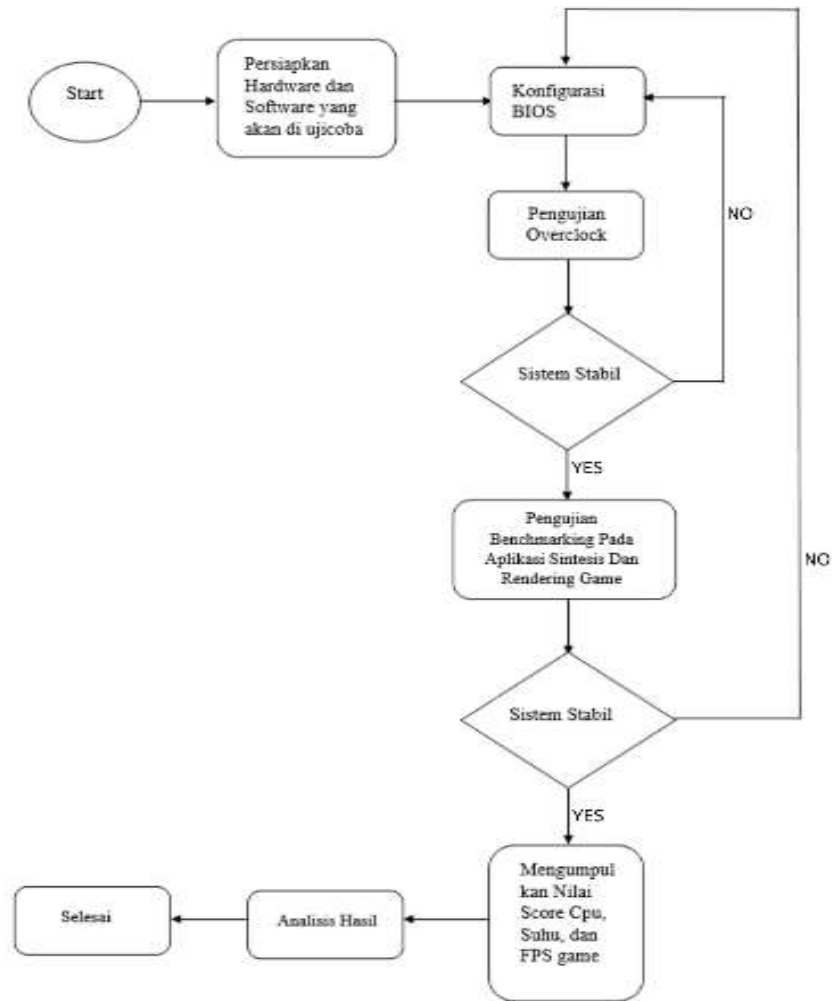 Start
Persiapkan
Hardware dan
Software yang
akan di ujicoba
Konfigurasi
BIOS
Pengujian
Overclock
NO
Sistem Stabil
YES
Pengujian
Benchmarking Pada
Aplikasi Sintesis Dan
Rendering Game
NO
Sistem Stabil
YES
Mengumpul
kan Nilai
Score Cpu,
Suhu, dan
FPS game
Analisis Hasil
Selesai